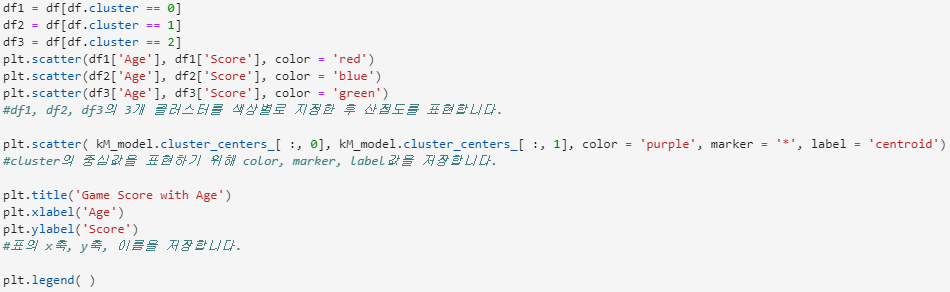 df1 = df[df.cluster == 0]
df2 = df[df.cluster == 1]
df3 = df[df.cluster == 2]
plt.scatter(df1['Age'], df1['Score'], color = 'red')
plt.scatter(df2['Age'], df2['Score'], color = 'blue')
plt.scatter(df3['Age'], df3['Score'], color = 'green')
#df1, df2, df3의 3개 클러스터를 색상별로 지정한 후 산점도를 표현합니다.
plt.scatter( kM_model.cluster_centers_[ :, 0], kM_model.cluster_centers_[ :, 1], color = 'purple', marker = '*', label = 'centroid')
#cluster의 중심값을 표현하기 위해 color, marker, label값을 저장합니다.
plt.title('Game Score with Age')
plt.xlabel('Age')
plt.ylabel('Score')
#표의 x축, y축, 이름을 저장합니다.
plt.legend( )